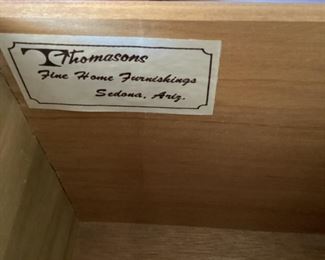 Thomasons
Fine Home Furnishings
Sedona, Ariz.